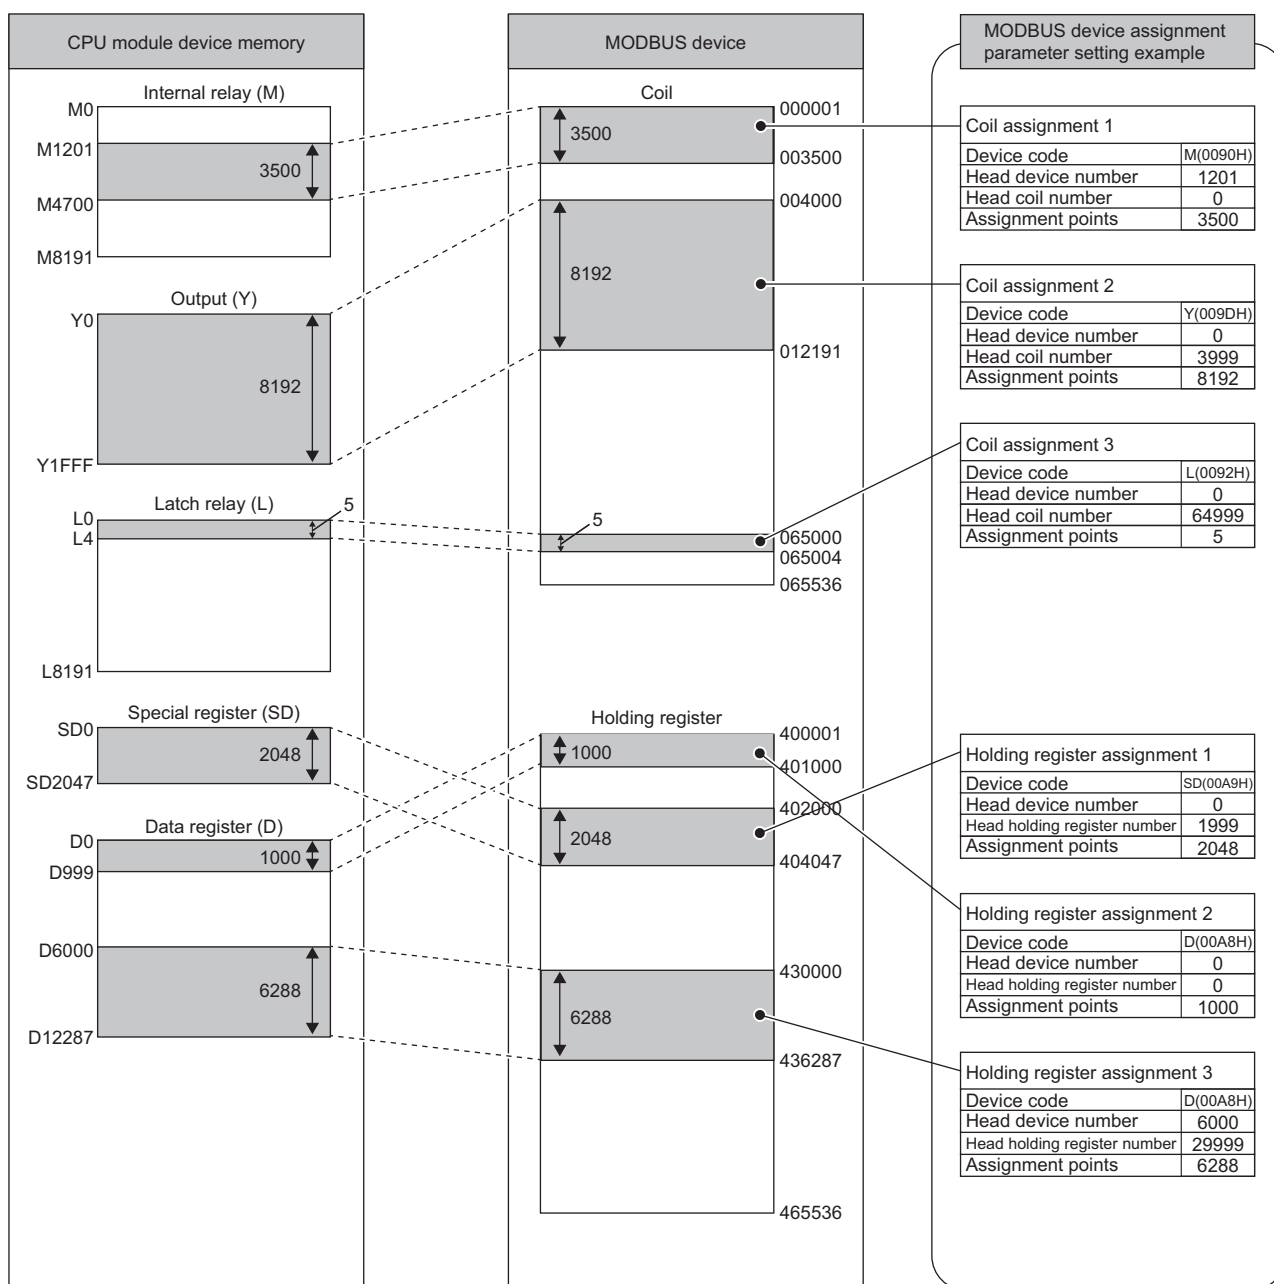 CPU module device memory
Internal relay (M)
M0
M1201
3500
M4700
M8191
Output (Y)
Y0
8192
Y1FFF
Latch relay (L)
L0
5
L4
L8191
Special register (SD)
SD0
2048
SD2047
Data register (D)
D0
1000
D999
D6000
6288
D12287
MODBUS device
Coil
000001
3500
003500
004000
8192
012191
5
065000
065004
065536
Holding register
400001
1000
401000
402000
2048
404047
430000
6288
436287
465536
MODBUS device assignment
parameter setting example
Coil assignment 1
Device code M(0090H)
Head device number 1201
Head coil number 0
Assignment points 3500
Coil assignment 2
Device code Y(009DH)
Head device number 0
Head coil number 3999
Assignment points 8192
Coil assignment 3
Device code L(0092H)
Head device number 0
Head coil number 64999
Assignment points 5
Holding register assignment 1
Device code SD(00A9H)
Head device number 0
Head holding register number 1999
Assignment points 2048
Holding register assignment 2
Device code D(00A8H)
Head device number 0
Head holding register number 0
Assignment points 1000
Holding register assignment 3
Device code D(00A8H)
Head device number 6000
Head holding register number 29999
Assignment points 6288